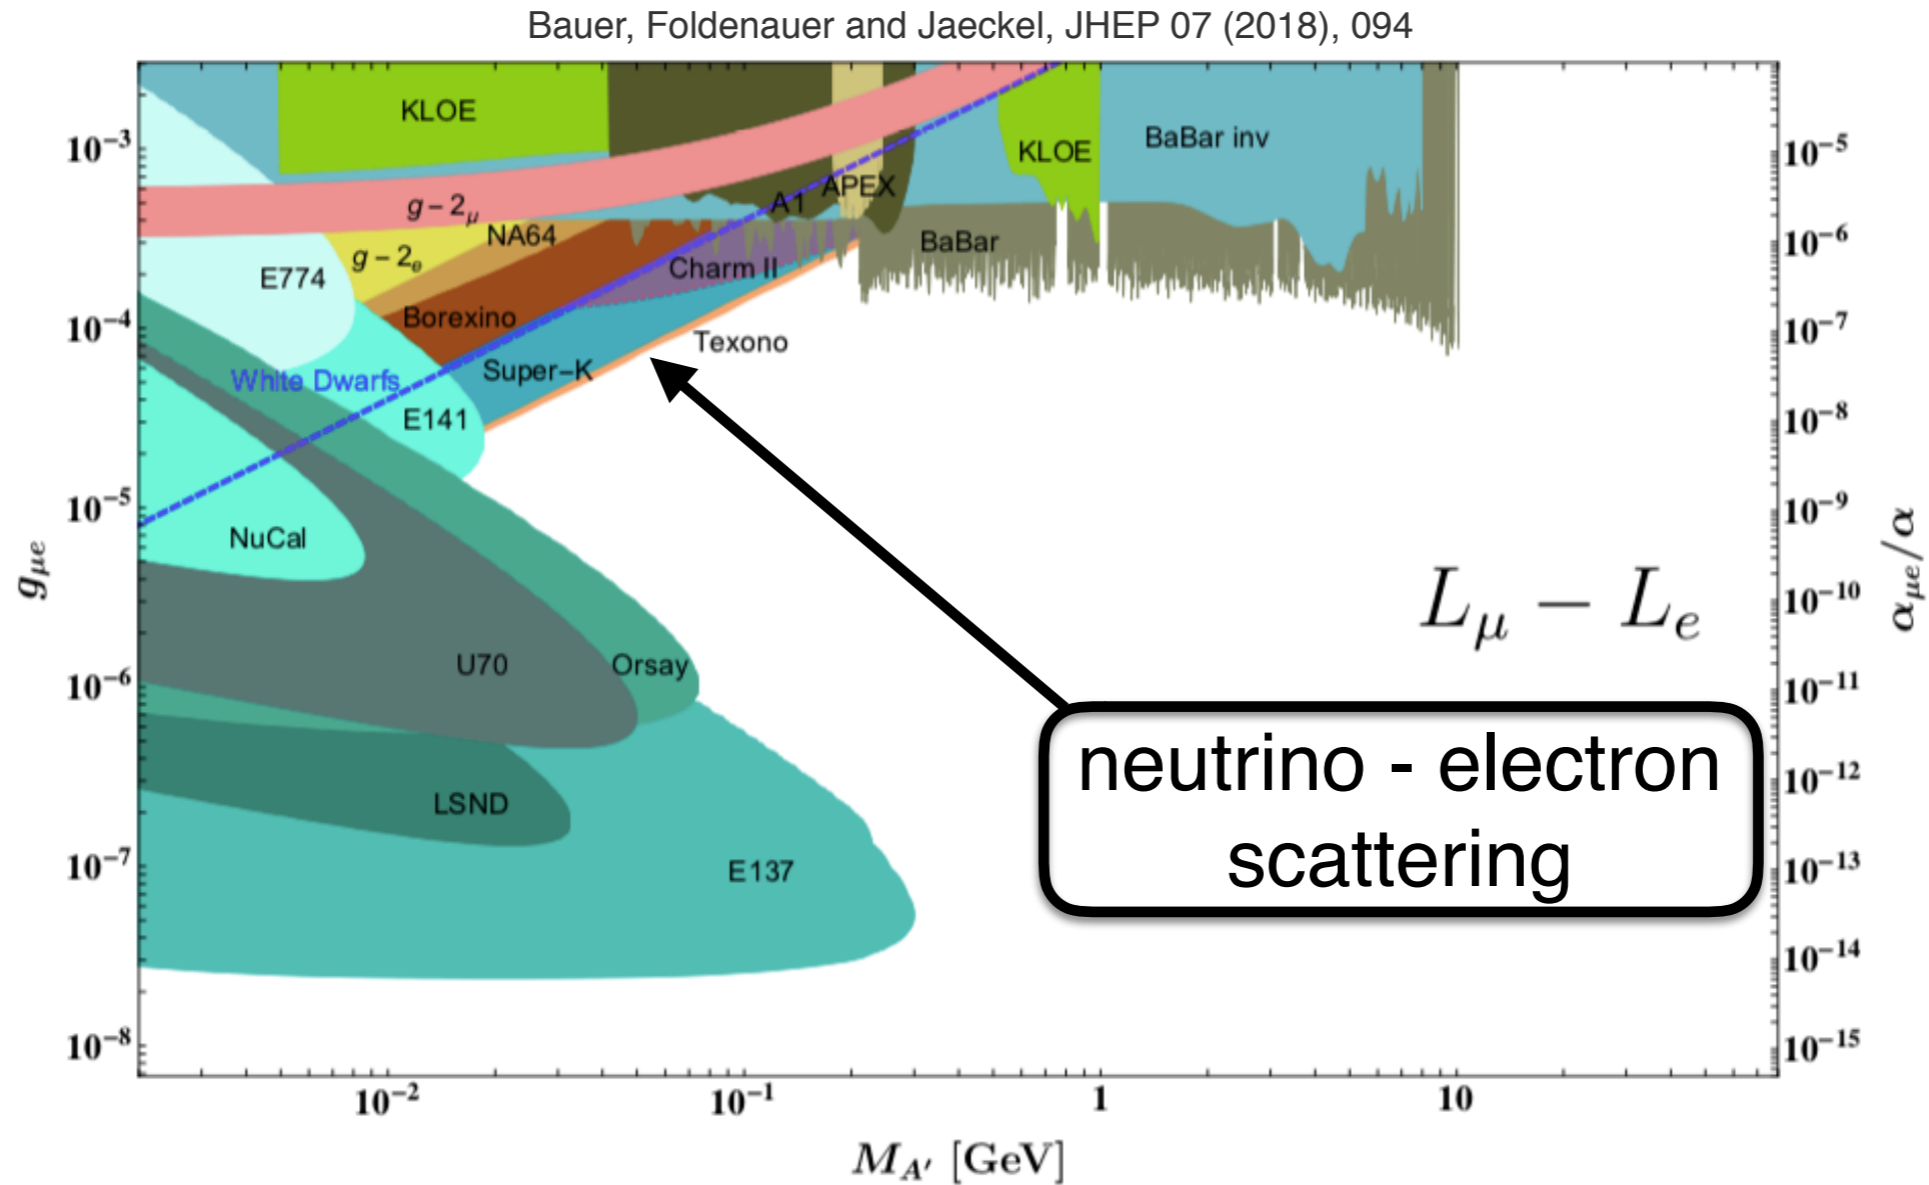 Bauer, Foldenauer and Jaeckel, JHEP 07 (2018), 094
KLOE
KLOE
BaBar inv
APEX
A1
g − 2μ
NA64
g − 2e
E774
Charm II
BaBar
Borexino
Texono
Super−K
White Dwarfs
E141
NuCal
U70
Orsay
LSND
E137
Lμ − Le
neutrino - electron
scattering
10⁻³
10⁻⁴
10⁻⁵
10⁻⁶
10⁻⁷
10⁻⁸
gμe
10⁻⁵
10⁻⁶
10⁻⁷
10⁻⁸
10⁻⁹
10⁻¹⁰
10⁻¹¹
10⁻¹²
10⁻¹³
10⁻¹⁴
10⁻¹⁵
αμe/α
10⁻² 10⁻¹ 1 10
MA′ [GeV]